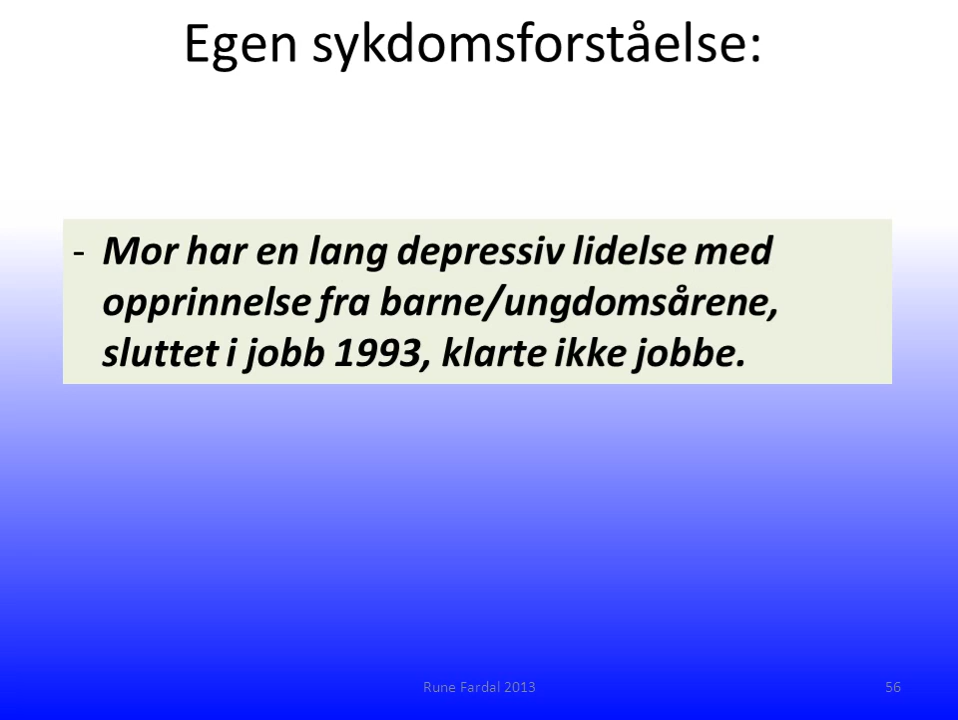 Egen sykdomsforståelse:
- Mor har en lang depressiv lidelse med
opprinnelse fra barne/ungdomsårene,
sluttet i jobb 1993, klarte ikke jobbe.
Rune Fardal 2013
56